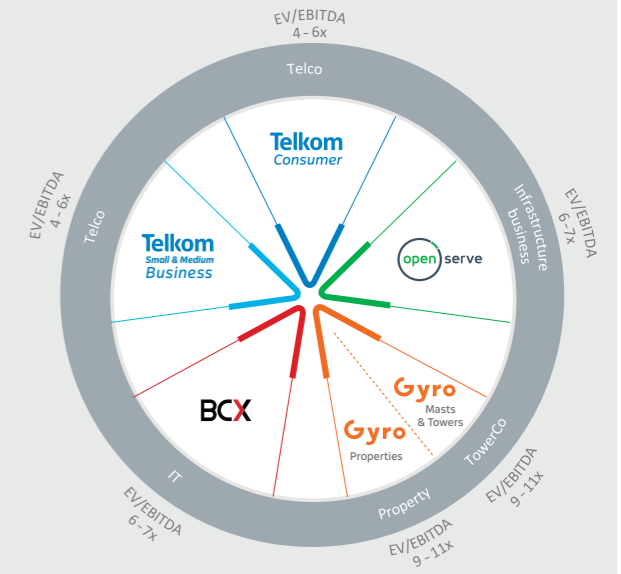 EV/EBITDA
4 - 6x
Telco
Telkom
Consumer
EV/EBITDA
4 - 6x
Telco
Telkom
Small & Medium
Business
Infrastructure
business
EV/EBITDA
6 - 7x
openserve
BCX
IT
EV/EBITDA
6 - 7x
Gyro
Masts
& Towers
TowerCo
EV/EBITDA
9 - 11x
Gyro
Properties
Property
EV/EBITDA
9 - 11x